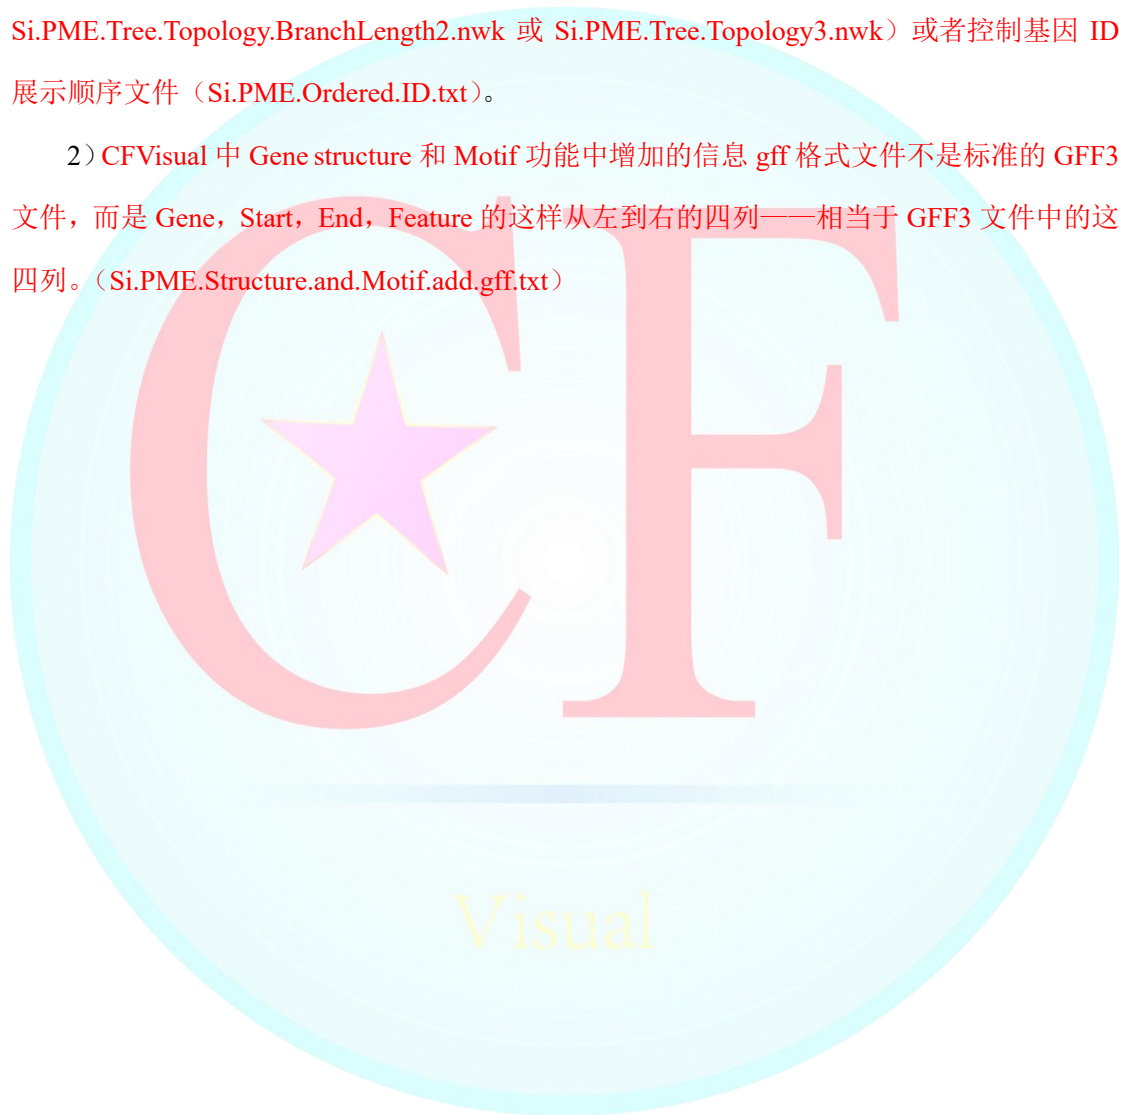 Si.PME.Tree.Topology.BranchLength2.nwk 或 Si.PME.Tree.Topology3.nwk）或者控制基因 ID
展示顺序文件（Si.PME.Ordered.ID.txt）。
2）CFVisual 中 Gene structure 和 Motif 功能中增加的信息 gff 格式文件不是标准的 GFF3
文件，而是 Gene，Start，End，Feature 的这样从左到右的四列——相当于 GFF3 文件中的这
四列。（Si.PME.Structure.and.Motif.add.gff.txt）
CF
Visual